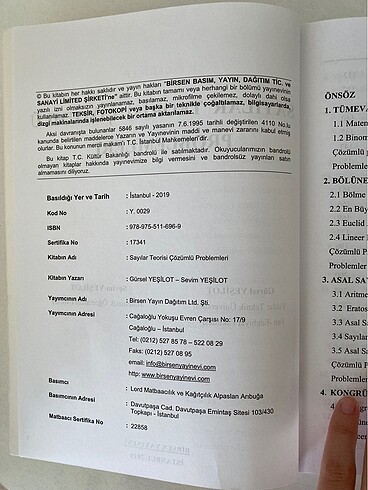 © Bu kitabın her hakkı saklıdır ve yayın hakları "BİRSEN BASIM, YAYIN, DAĞITIM TİC. ve
SANAYİ LİMİTED ŞİRKETİ'ne" aittir. Bu kitabın tamamı veya herhangi bir bölümü yayınevinin
yazılı izni olmaksızın yayınlanamaz, basılamaz, mikrofilme çekilemez, dolaylı dahi olsa
kullanılamaz. TEKSİR, FOTOKOPİ veya başka bir teknikle çoğaltılamaz, bilgisayarlarda,
dizgi makinalarında işlenebilecek bir ortama aktarılamaz.
Aksi davranışta bulunanlar 5846 sayılı yasanın 7.6.1995 tarihli değiştirilen 4110 No.lu
kanunda belirtilen maddelerce Yazarın ve Yayınevinin maddi ve manevi zararını kabul etmiş
olurlar. Bu konunun mercii makam'ı T.C. İstanbul Mahkemeleri'dir.
Bu kitap T.C. Kültür Bakanlığı bandrolü ile satılmaktadır. Okuyucularımızın bandrolü
olmayan kitaplar hakkında yayınevimize bilgi vermesini ve bandrolsüz yayınları satın
almamasını diliyoruz.
Basıldığı Yer ve Tarih : İstanbul - 2019
Kod No : Y. 0029
ISBN : 978-975-511-696-9
Sertifika No : 17341
Kitabın Adı : Sayılar Teorisi Çözümlü Problemleri
Kitabın Yazarı : Gürsel YEŞİLOT – Sevim YEŞİLOT
Yayımcının Adı : Birsen Yayın Dağıtım Ltd. Şti.
Yayımcının Adresi : Cağaloğlu Yokuşu Evren Çarşısı No: 17/9
Cağaloğlu – İstanbul
Tel: (0212) 527 85 78 – 522 08 29
Faks: (0212) 527 08 95
email: info@birsenyayinevi.com
http: www.birsenyayinevi.com
Basımcı : Lord Matbaacılık ve Kağıtçılık Alpaslan Anbuğa
Basımcının Adresi : Davutpaşa Cad. Davutpaşa Emintaş Sitesi 103/430
Topkapı - İstanbul
Matbaacı Sertifika No : 22858
ÖNSÖZ
1. TÜMEVA
1.1 Matem
1.2 Binom
Çözümlü p
Problemler
2. BÖLÜNE
2.1 Bölme
2.2 En Büy
2.3 Euclid
2.4 Lineer
Çözümlü P
Problemler
3. ASAL SA
3.1 Aritme
3.2 Eratos
3.3 Asal S
3.4 Sayılar
3.5 Asal
Çözümlü
Problemler
4. KONGRÜ